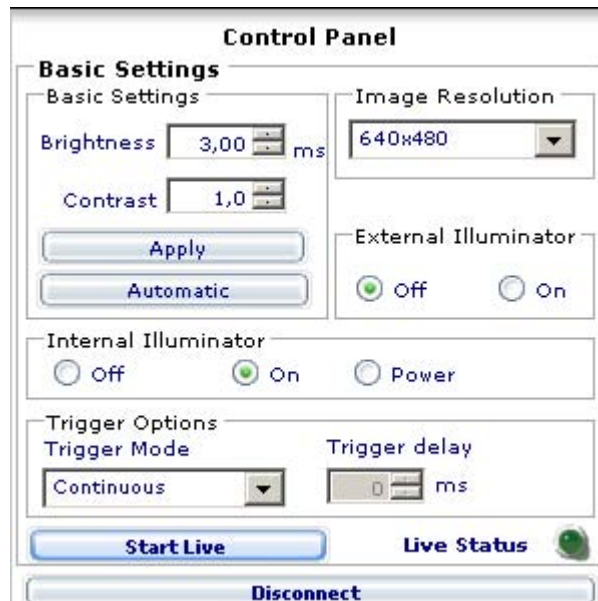 Control Panel
Basic Settings
Basic Settings
Brightness 3,00 ms
Contrast 1,0
Apply
Automatic
Image Resolution
640x480
External Illuminator
Off On
Internal Illuminator
Off On Power
Trigger Options
Trigger Mode Trigger delay
Continuous 0 ms
Start Live Live Status
Disconnect